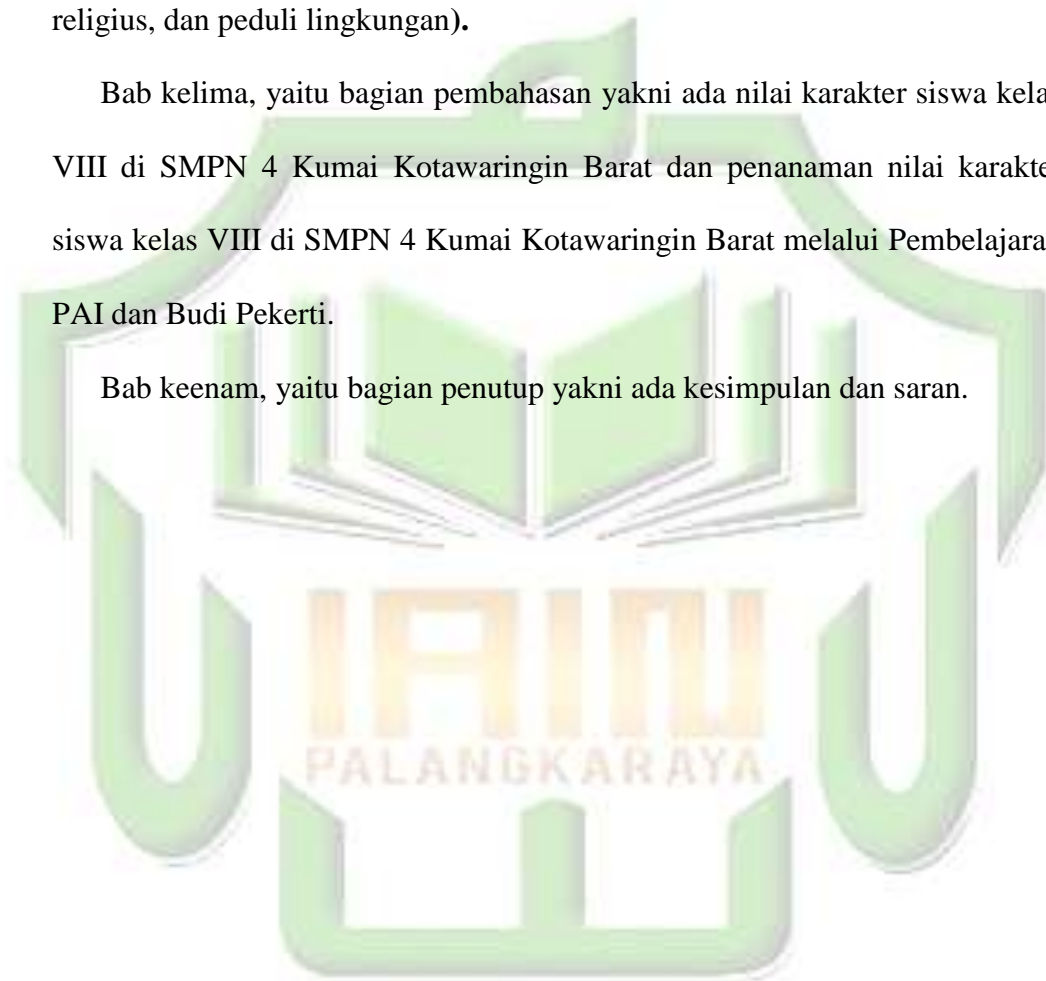 religius, dan peduli lingkungan).
Bab kelima, yaitu bagian pembahasan yakni ada nilai karakter siswa kela
VIII di SMPN 4 Kumai Kotawaringin Barat dan penanaman nilai karakte
siswa kelas VIII di SMPN 4 Kumai Kotawaringin Barat melalui Pembelajara
PAI dan Budi Pekerti.
Bab keenam, yaitu bagian penutup yakni ada kesimpulan dan saran.
IAIN
PALANGKARAYA